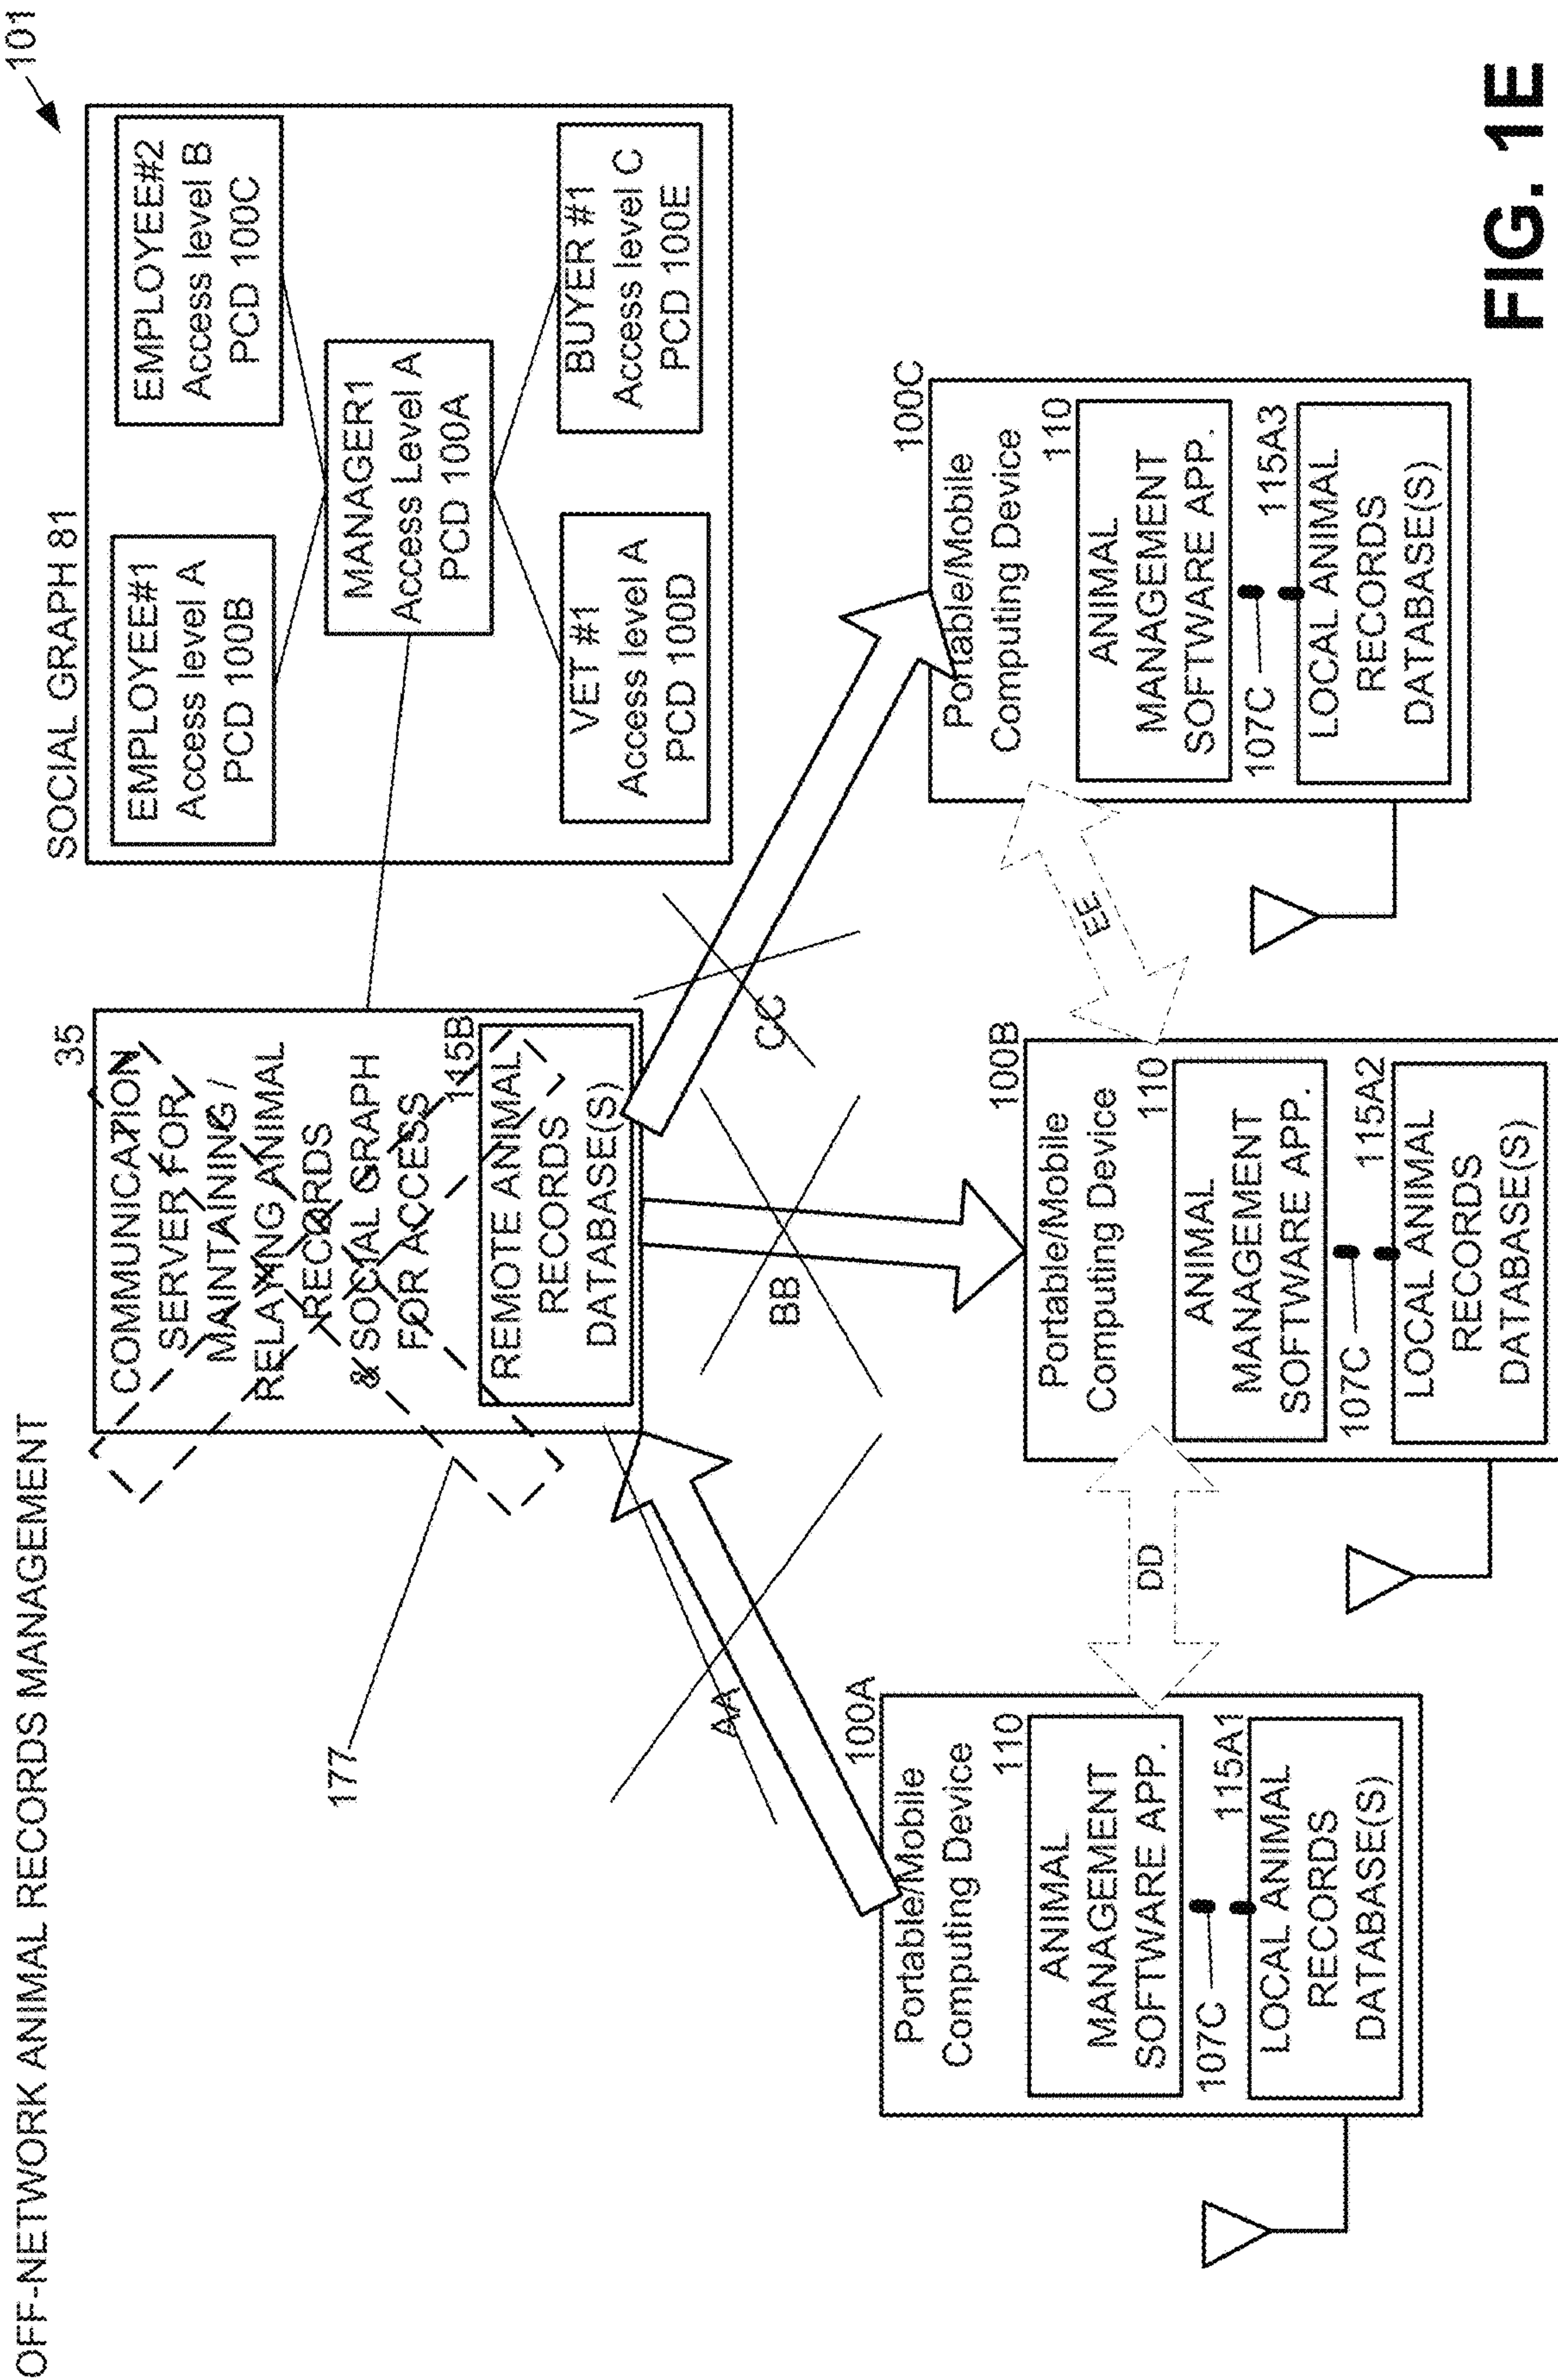 OFF-NETWORK ANIMAL RECORDS MANAGEMENT
101
SOCIAL GRAPH 81
EMPLOYEE#1
Access level A
PCD 100B
EMPLOYEE#2
Access level B
PCD 100C
MANAGER1
Access Level A
PCD 100A
VET #1
Access level A
PCD 100D
BUYER #1
Access level C
PCD 100E
35
COMMUNICATION
SERVER FOR
MAINTAINING /
RELAYING ANIMAL
RECORDS
& SOCIAL GRAPH
FOR ACCESS
115B
REMOTE ANIMAL
RECORDS
DATABASE(S)
177
AA
BB
CC
100A
Portable/Mobile
Computing Device
110
ANIMAL
MANAGEMENT
SOFTWARE APP.
107C
115A1
LOCAL ANIMAL
RECORDS
DATABASE(S)
DD
100B
Portable/Mobile
Computing Device
110
ANIMAL
MANAGEMENT
SOFTWARE APP.
107C
115A2
LOCAL ANIMAL
RECORDS
DATABASE(S)
EE
100C
Portable/Mobile
Computing Device
110
ANIMAL
MANAGEMENT
SOFTWARE APP.
107C
115A3
LOCAL ANIMAL
RECORDS
DATABASE(S)
FIG. 1E